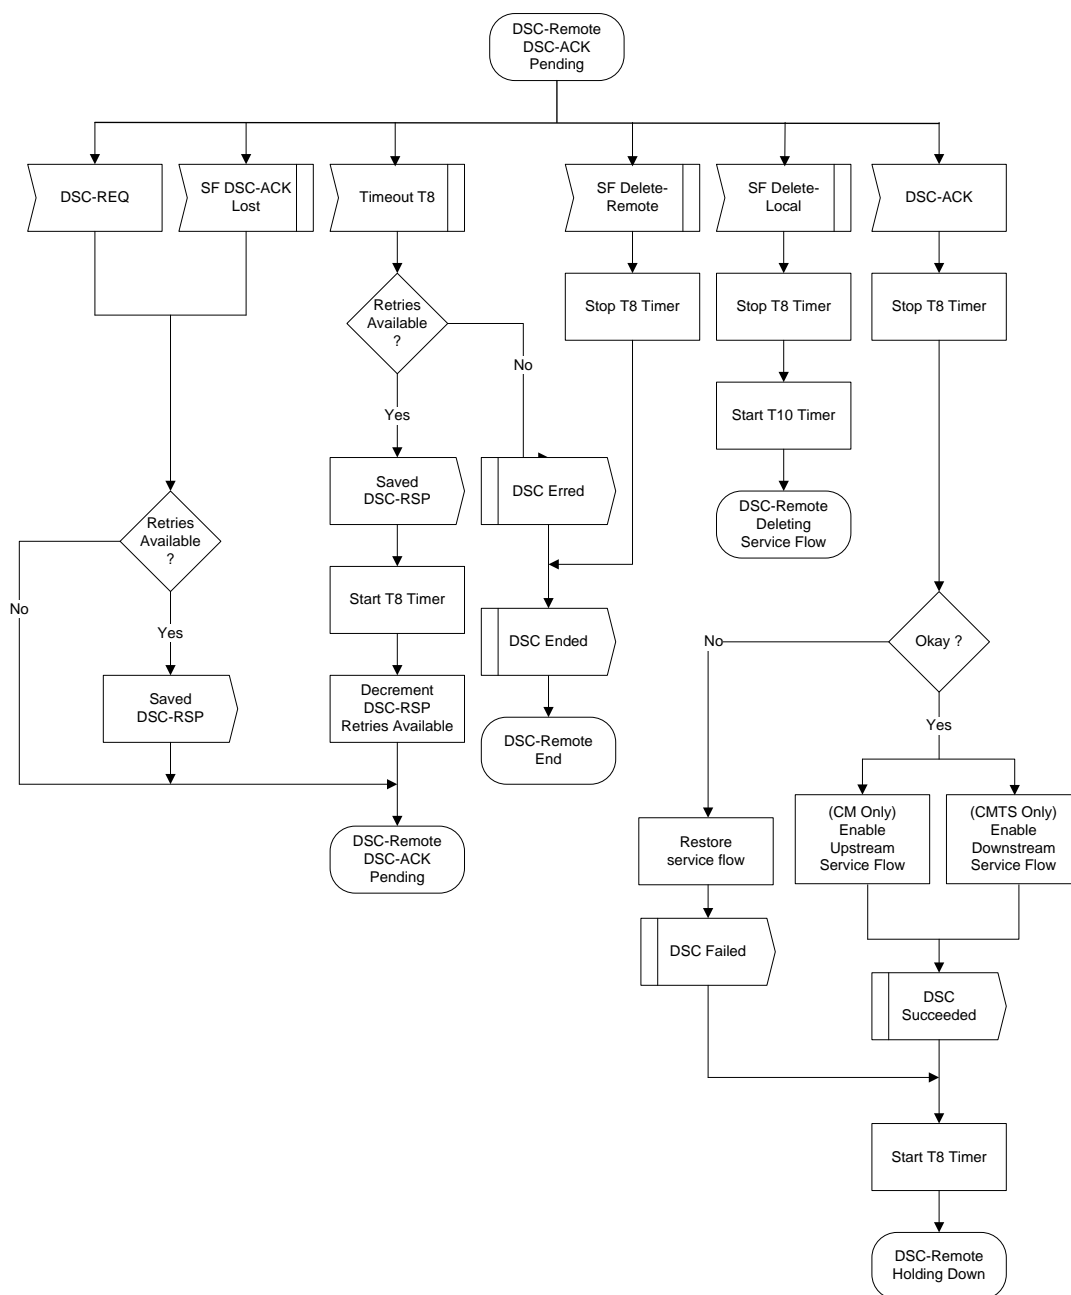 DSC-Remote
DSC-ACK
Pending
DSC-REQ
SF DSC-ACK
Lost
Timeout T8
SF Delete-
Remote
SF Delete-
Local
DSC-ACK
Retries
Available
?
Stop T8 Timer
Stop T8 Timer
Stop T8 Timer
No
Yes
Start T10 Timer
Saved
DSC-RSP
DSC Erred
DSC-Remote
Deleting
Service Flow
Retries
Available
?
No
Yes
Start T8 Timer
DSC Ended
Okay ?
No
Yes
Saved
DSC-RSP
Decrement
DSC-RSP
Retries Available
DSC-Remote
End
(CM Only)
Enable
Upstream
Service Flow
(CMTS Only)
Enable
Downstream
Service Flow
DSC-Remote
DSC-ACK
Pending
Restore
service flow
DSC Failed
DSC
Succeeded
Start T8 Timer
DSC-Remote
Holding Down